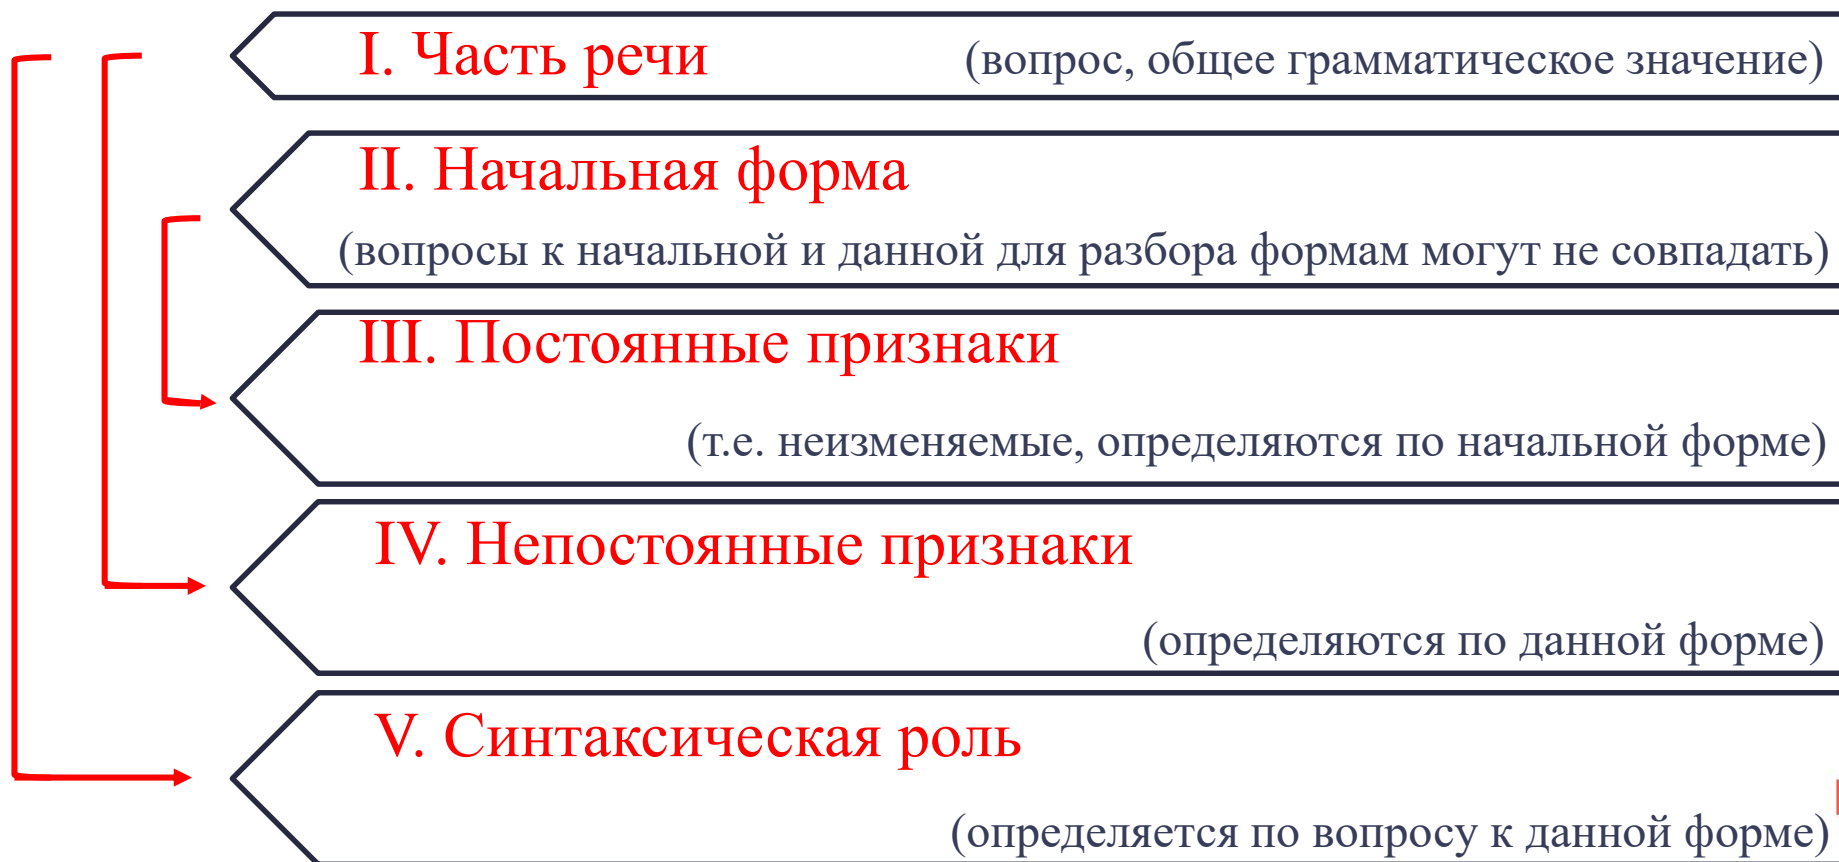 I. Часть речи (вопрос, общее грамматическое значение)
II. Начальная форма
(вопросы к начальной и данной для разбора формам могут не совпадать)
III. Постоянные признаки
(т.е. неизменяемые, определяются по начальной форме)
IV. Непостоянные признаки
(определяются по данной форме)
V. Синтаксическая роль
(определяется по вопросу к данной форме)